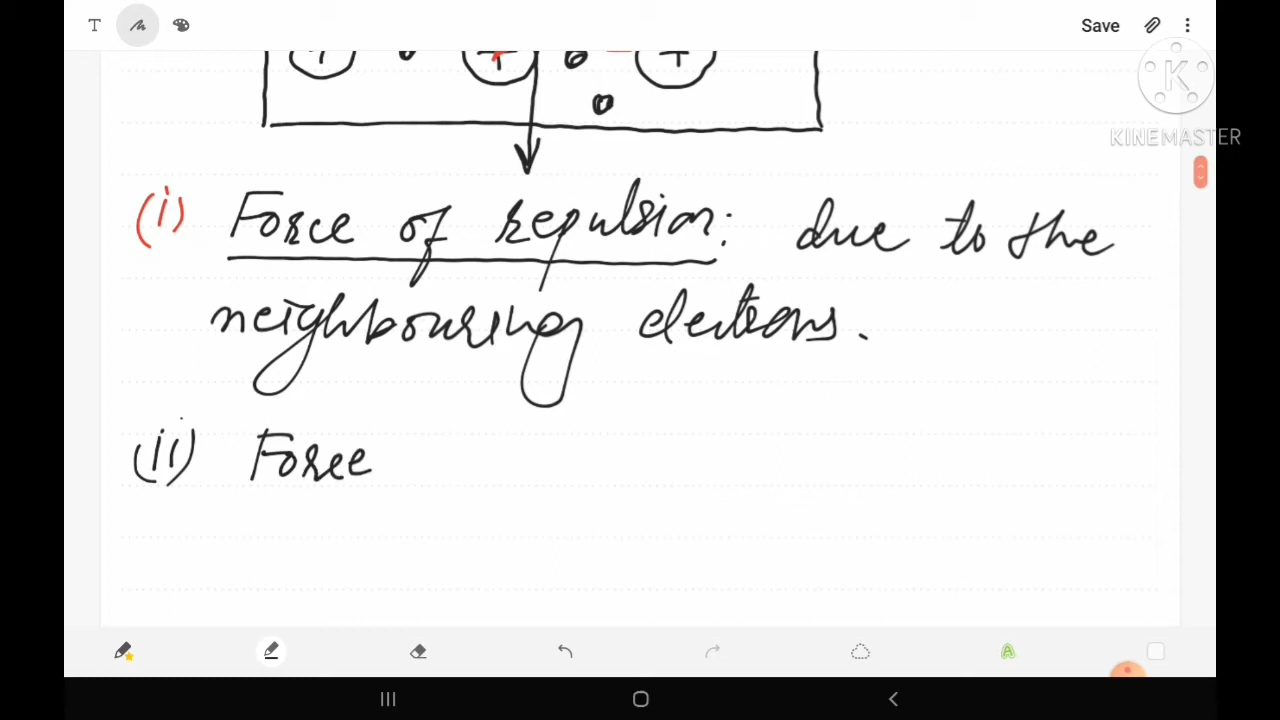 T
Save
K
KINEMASTER
(i) Force of repulsion: due to the
neighbouring electrons.
(ii) Force
A